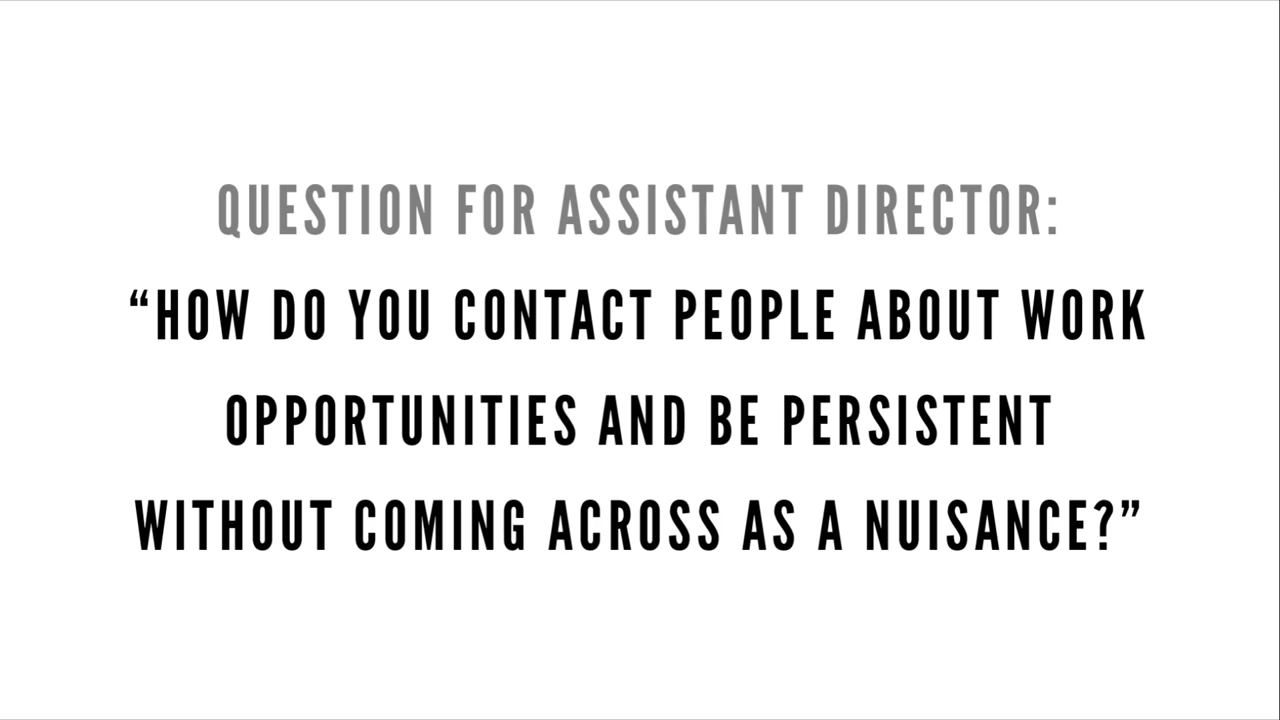 QUESTION FOR ASSISTANT DIRECTOR:
“HOW DO YOU CONTACT PEOPLE ABOUT WORK
OPPORTUNITIES AND BE PERSISTENT
WITHOUT COMING ACROSS AS A NUISANCE?”